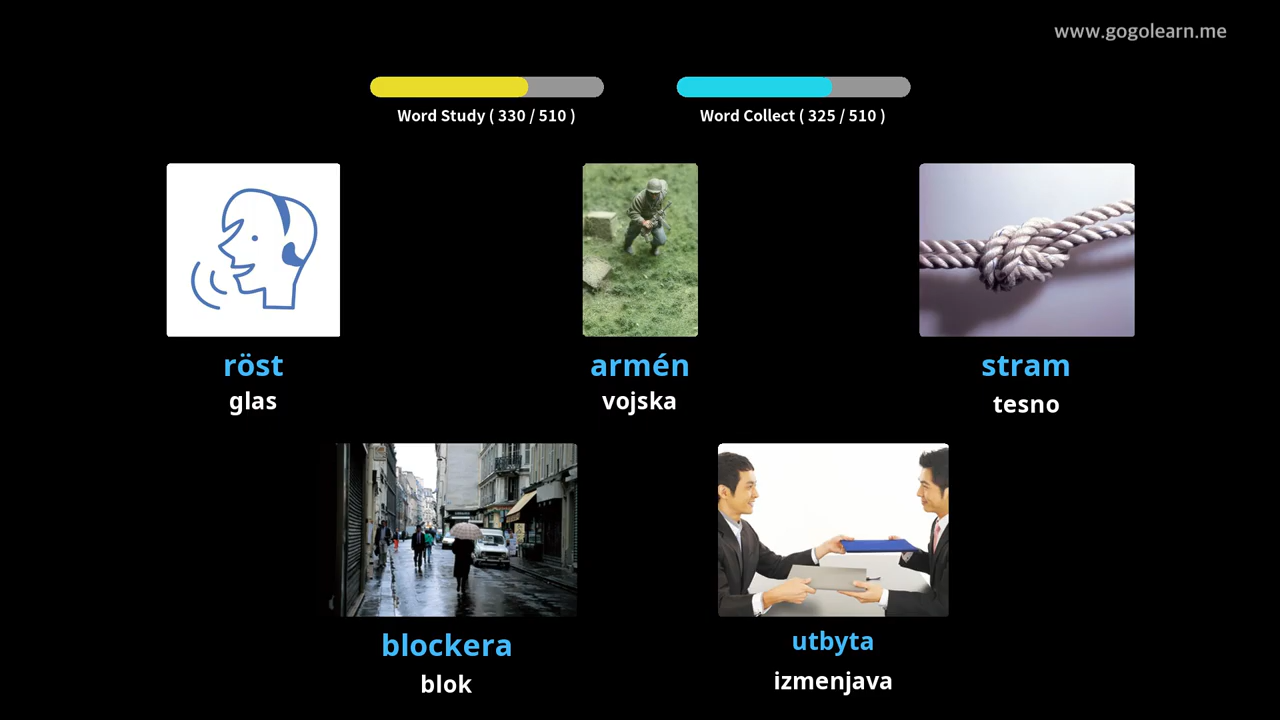 www.gogolearn.me
Word Study ( 330 / 510 )
Word Collect ( 325 / 510 )
röst
glas
armén
vojska
stram
tesno
blockera
blok
utbyta
izmenjava